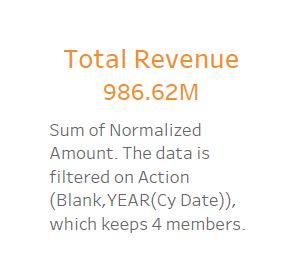 Total Revenue
986.62M
Sum of Normalized
Amount. The data is
filtered on Action
(Blank,YEAR(Cy Date)),
which keeps 4 members.